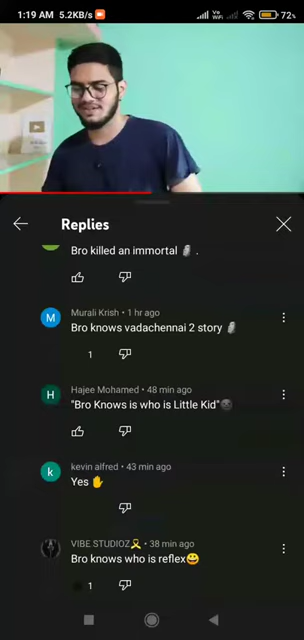 1:19 AM 5.2KB/s
Vo
WiFi
72%
Replies
Bro killed an immortal 🗿 .
M
Murali Krish • 1 hr ago
Bro knows vadachennai 2 story 🗿
1
H
Hajee Mohamed • 48 min ago
"Bro Knows is who is Little Kid"🌚
k
kevin alfred • 43 min ago
Yes ✋
VIBE STUDIOZ🎗 • 38 min ago
Bro knows who is reflex😀
1